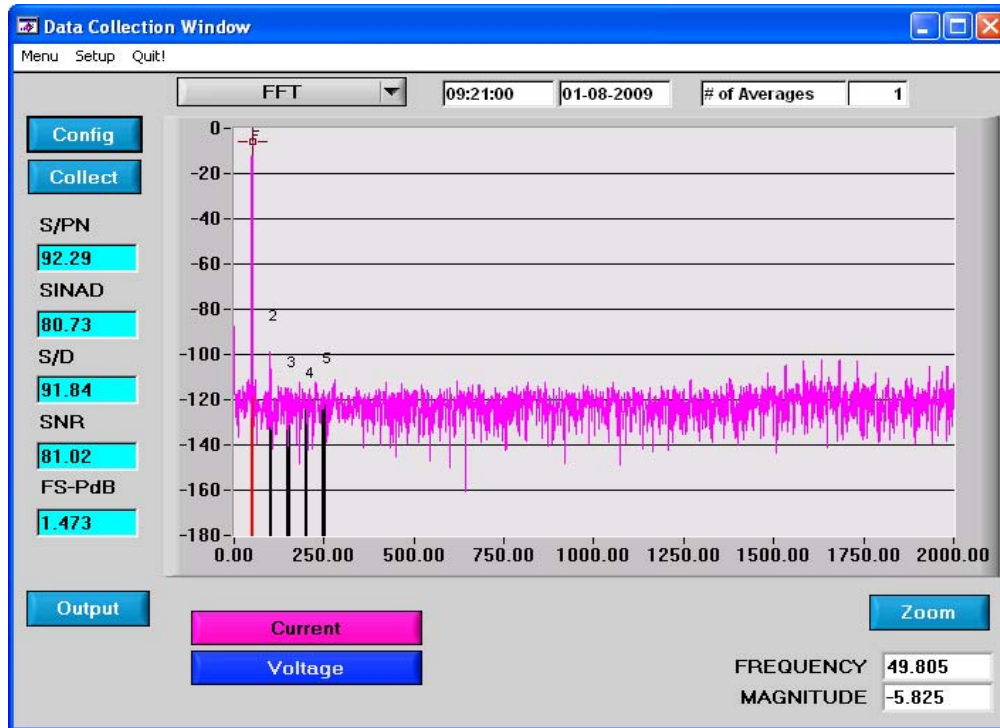 Data Collection Window
Menu Setup Quit!
FFT 09:21:00 01-08-2009 # of Averages 1
Config
Collect
S/PN
92.29
SINAD
80.73
S/D
91.84
SNR
81.02
FS-PdB
1.473
Output
0
-20
-40
-60
-80
-100
-120
-140
-160
-180
F
2
3
4
5
0.00 250.00 500.00 750.00 1000.00 1250.00 1500.00 1750.00 2000.00
Current
Voltage
Zoom
FREQUENCY 49.805
MAGNITUDE -5.825